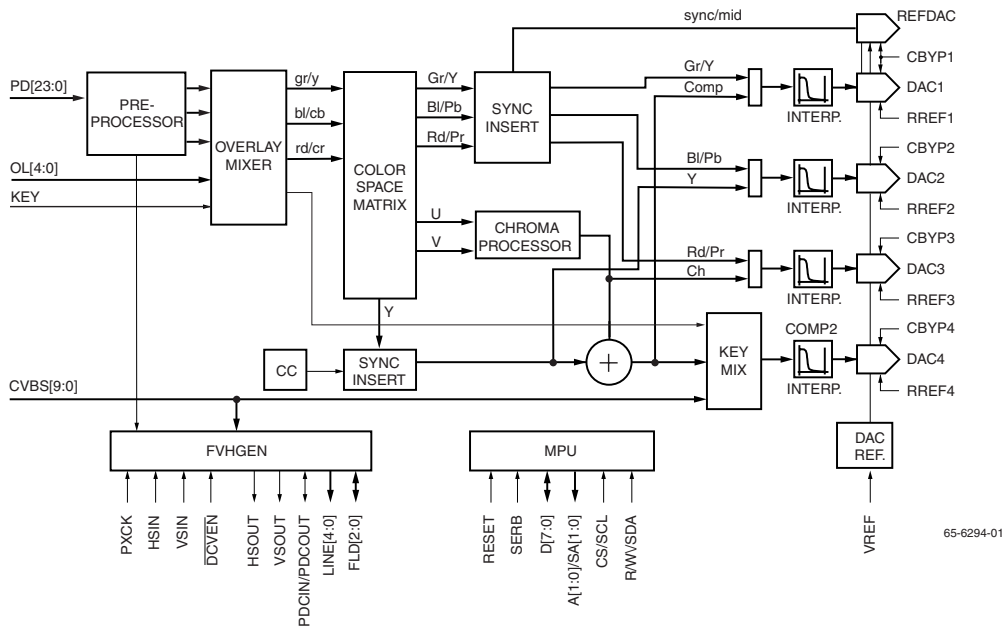 sync/mid
REFDAC
PD[23:0]
PRE-
PROCESSOR
OVERLAY
MIXER
gr/y
bl/cb
rd/cr
COLOR
SPACE
MATRIX
Gr/Y
Bl/Pb
Rd/Pr
SYNC
INSERT
Gr/Y
Comp
INTERP.
CBYP1
DAC1
RREF1
OL[4:0]
KEY
Bl/Pb
Y
INTERP.
CBYP2
DAC2
RREF2
U
V
CHROMA
PROCESSOR
Rd/Pr
Ch
INTERP.
CBYP3
DAC3
RREF3
Y
CC
SYNC
INSERT
+
KEY
MIX
COMP2
INTERP.
CBYP4
DAC4
RREF4
CVBS[9:0]
FVHGEN
MPU
DAC
REF.
PXCK
HSIN
VSIN
DCVEN
HSOUT
VSOUT
PDCIN/PDCOUT
LINE[4:0]
FLD[2:0]
RESET
SERB
D[7:0]
A[1:0]/SA[1:0]
CS/SCL
R/W\/SDA
VREF
65-6294-01